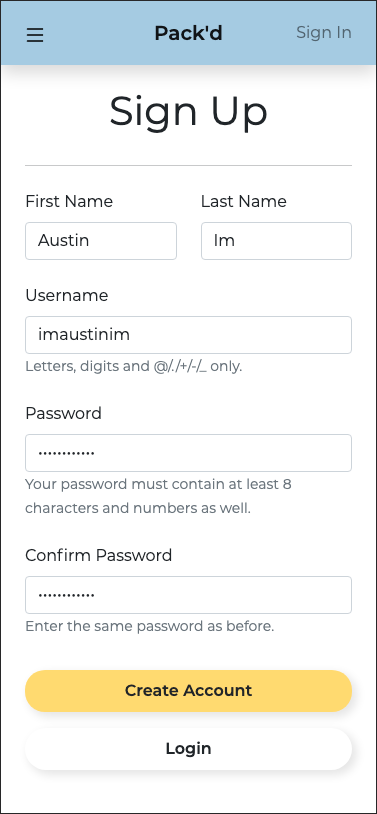 Pack'd
Sign In
Sign Up
First Name
Last Name
Austin
Im
Username
imaustinim
Letters, digits and @/./+/-/_ only.
Password
••••••••••••
Your password must contain at least 8
characters and numbers as well.
Confirm Password
••••••••••••
Enter the same password as before.
Create Account
Login